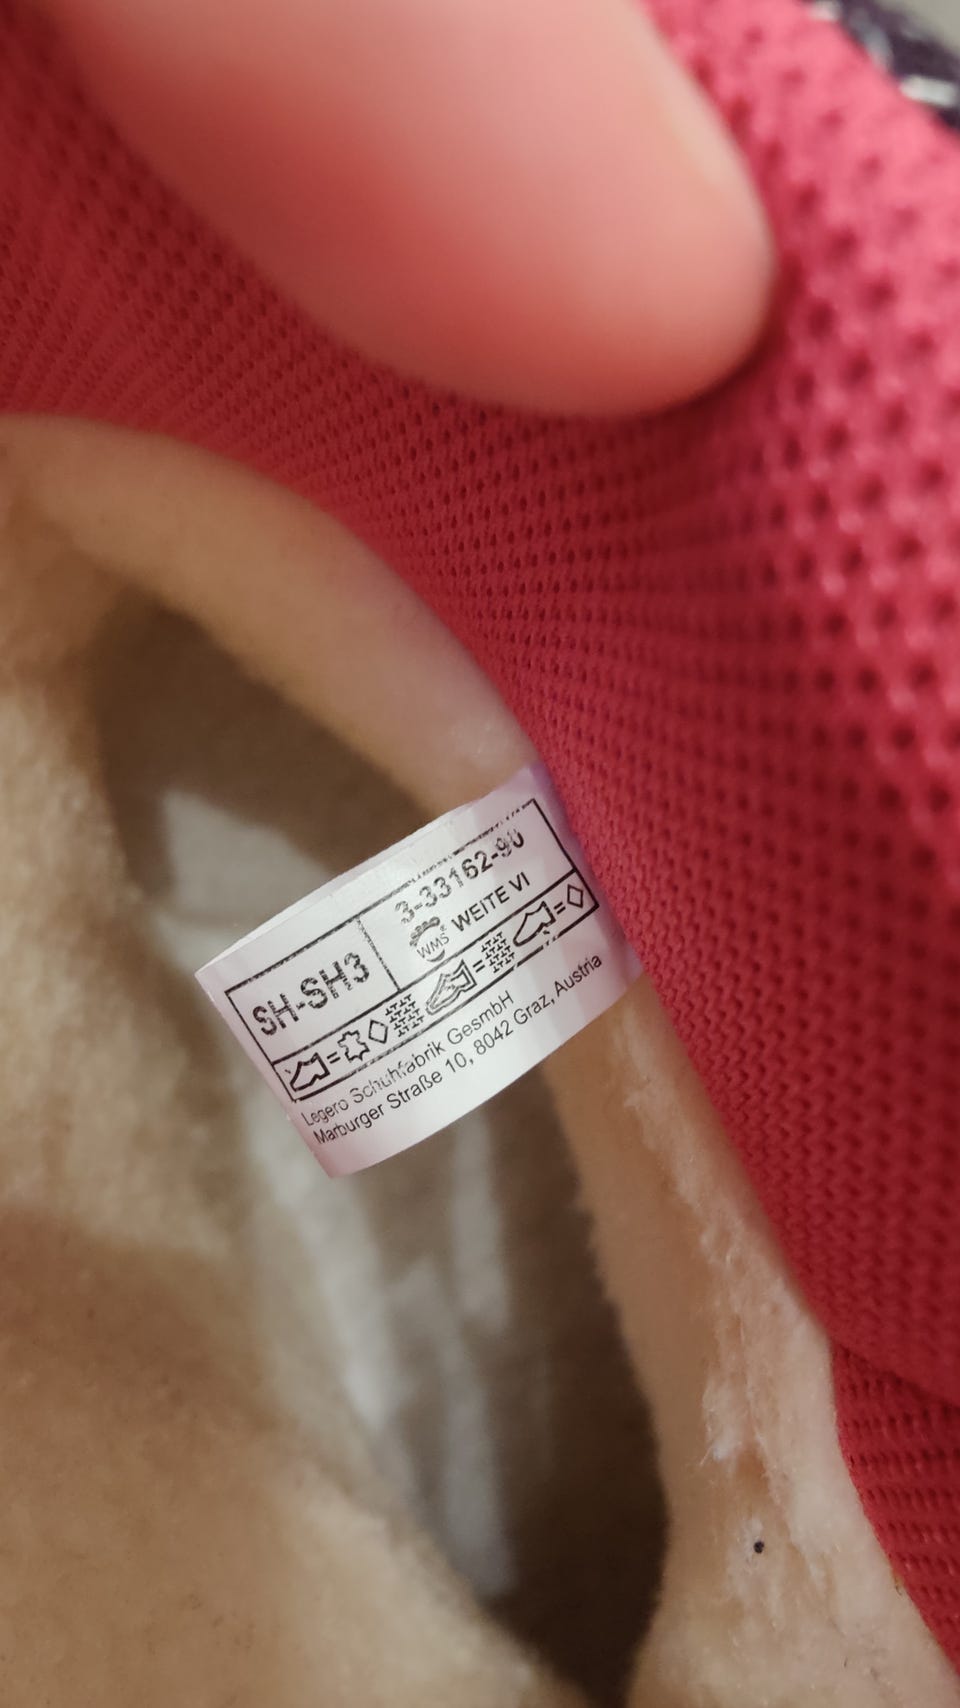 SH-SH3
3-33162-90
WMS® WEITE VI
Legero Schuhfabrik GesmbH
Marburger Straße 10, 8042 Graz, Austria